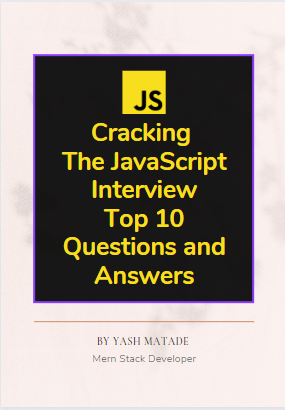 JS
Cracking
The JavaScript
Interview
Top 10
Questions and
Answers
BY YASH MATADE
Mern Stack Developer